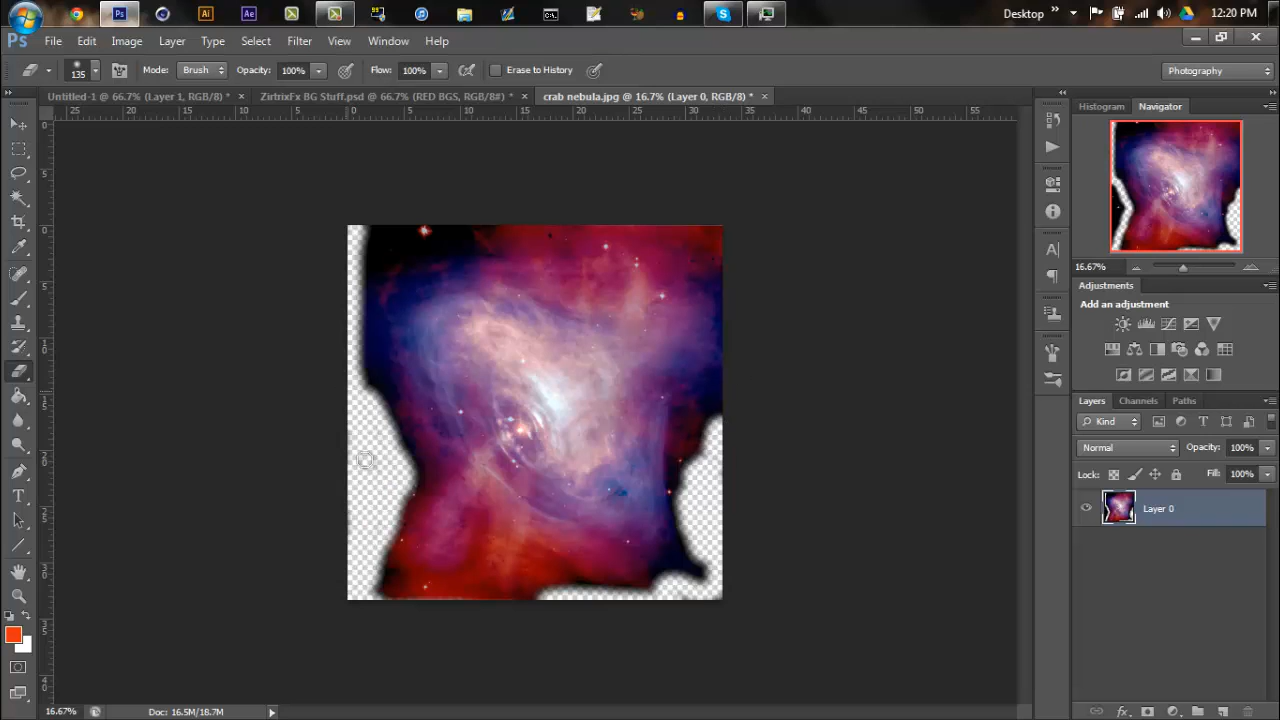 Desktop
12:20 PM
Ps File Edit Image Layer Type Select Filter View Window Help
135 Mode: Brush Opacity: 100% Flow: 100% Erase to History Photography
Untitled-1 @ 66.7% (Layer 1, RGB/8) * × ZirtrixFx BG Stuff.psd @ 66.7% (RED BGS, RGB/8#) * × crab nebula.jpg @ 16.7% (Layer 0, RGB/8) * ×
25 20 15 10 5 0 5 10 15 20 25 30 35 40 45 50 55
Histogram Navigator
16.67%
Adjustments
Add an adjustment
Layers Channels Paths
Kind
Normal Opacity: 100%
Lock: Fill: 100%
Layer 0
16.67% Doc: 16.5M/18.7M